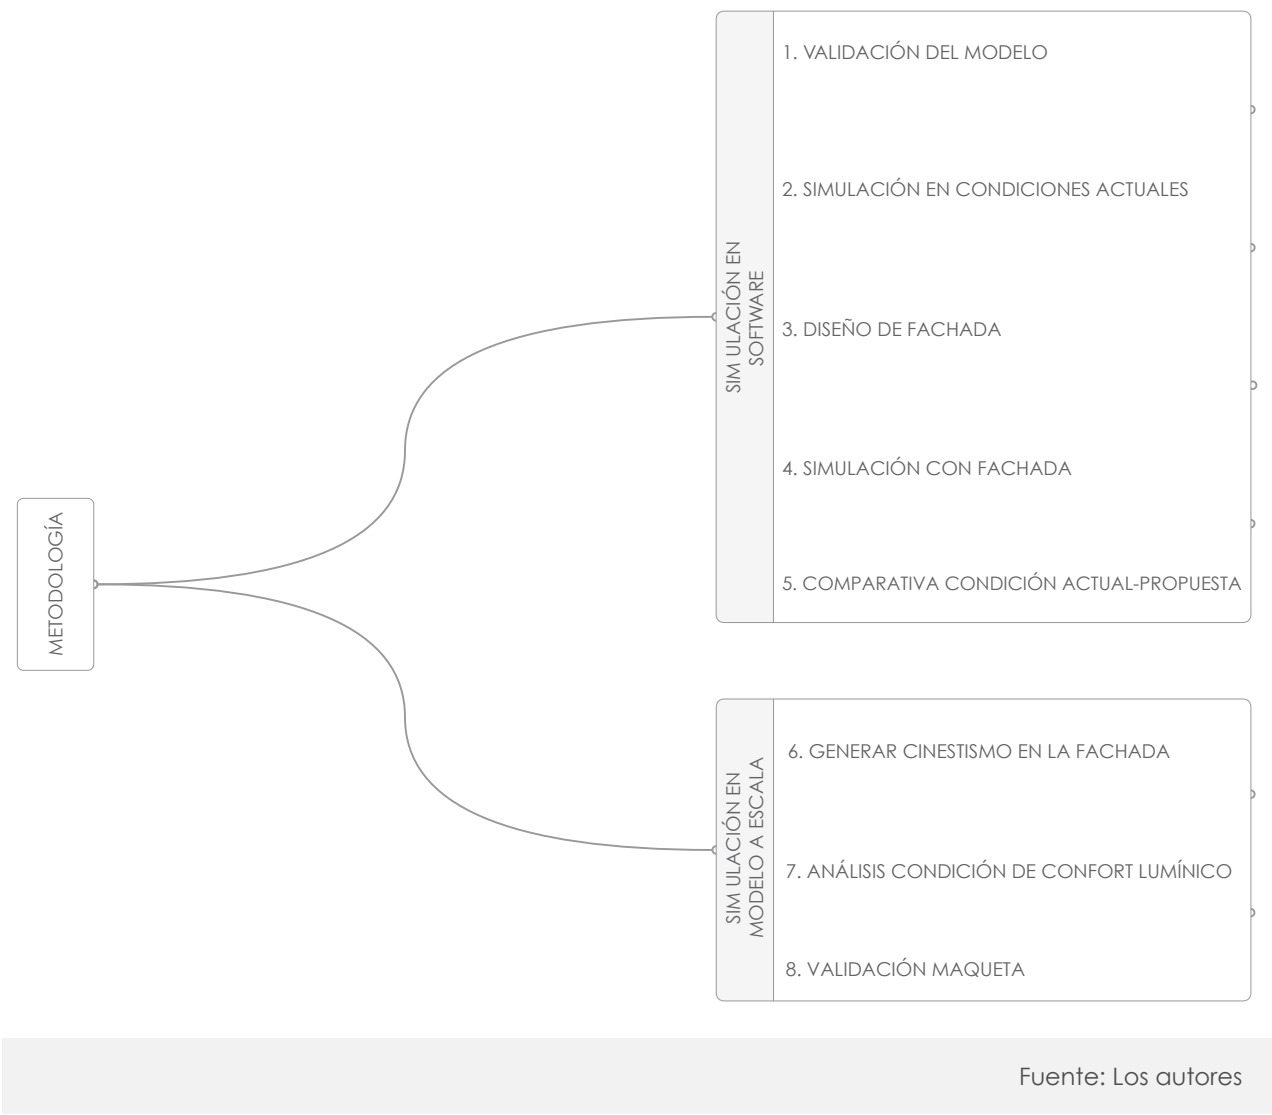 METODOLOGÍA
SIM ULACIÓN EN
SOFTWARE
1. VALIDACIÓN DEL MODELO
2. SIMULACIÓN EN CONDICIONES ACTUALES
3. DISEÑO DE FACHADA
4. SIMULACIÓN CON FACHADA
5. COMPARATIVA CONDICIÓN ACTUAL-PROPUESTA
SIM ULACIÓN EN
MODELO A ESCALA
6. GENERAR CINESTISMO EN LA FACHADA
7. ANÁLISIS CONDICIÓN DE CONFORT LUMÍNICO
8. VALIDACIÓN MAQUETA
Fuente: Los autores